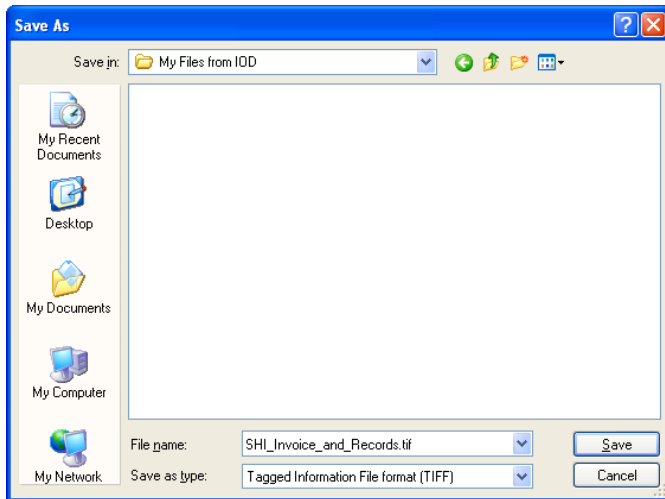 Save As
Save in: My Files from IOD
My Recent
Documents
Desktop
My Documents
My Computer
My Network
File name: SHI_Invoice_and_Records.tif Save
Save as type: Tagged Information File format (TIFF) Cancel